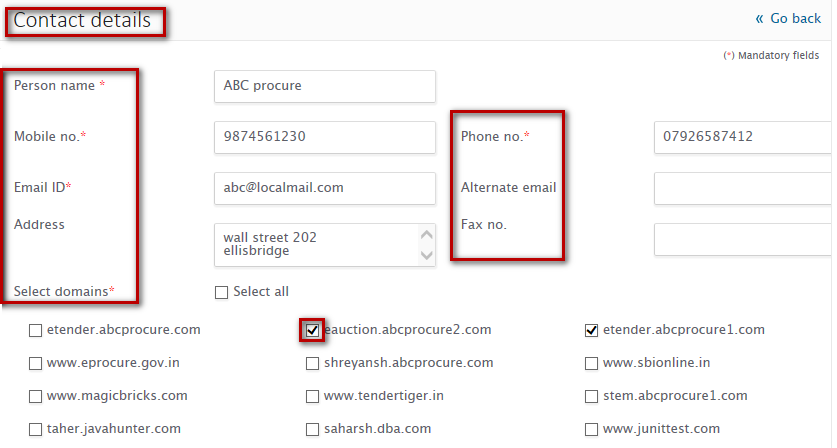 Contact details
« Go back
(*) Mandatory fields
Person name * ABC procure
Mobile no.* 9874561230 Phone no.* 07926587412
Email ID* abc@localmail.com Alternate email
Address wall street 202 Fax no.
ellisbridge
Select domains* Select all
etender.abcprocure.com eauction.abcprocure2.com etender.abcprocure1.com
www.eprocure.gov.in shreyansh.abcprocure.com www.sbionline.in
www.magicbricks.com www.tendertiger.in stem.abcprocure1.com
taher.javahunter.com saharsh.dba.com www.junittest.com